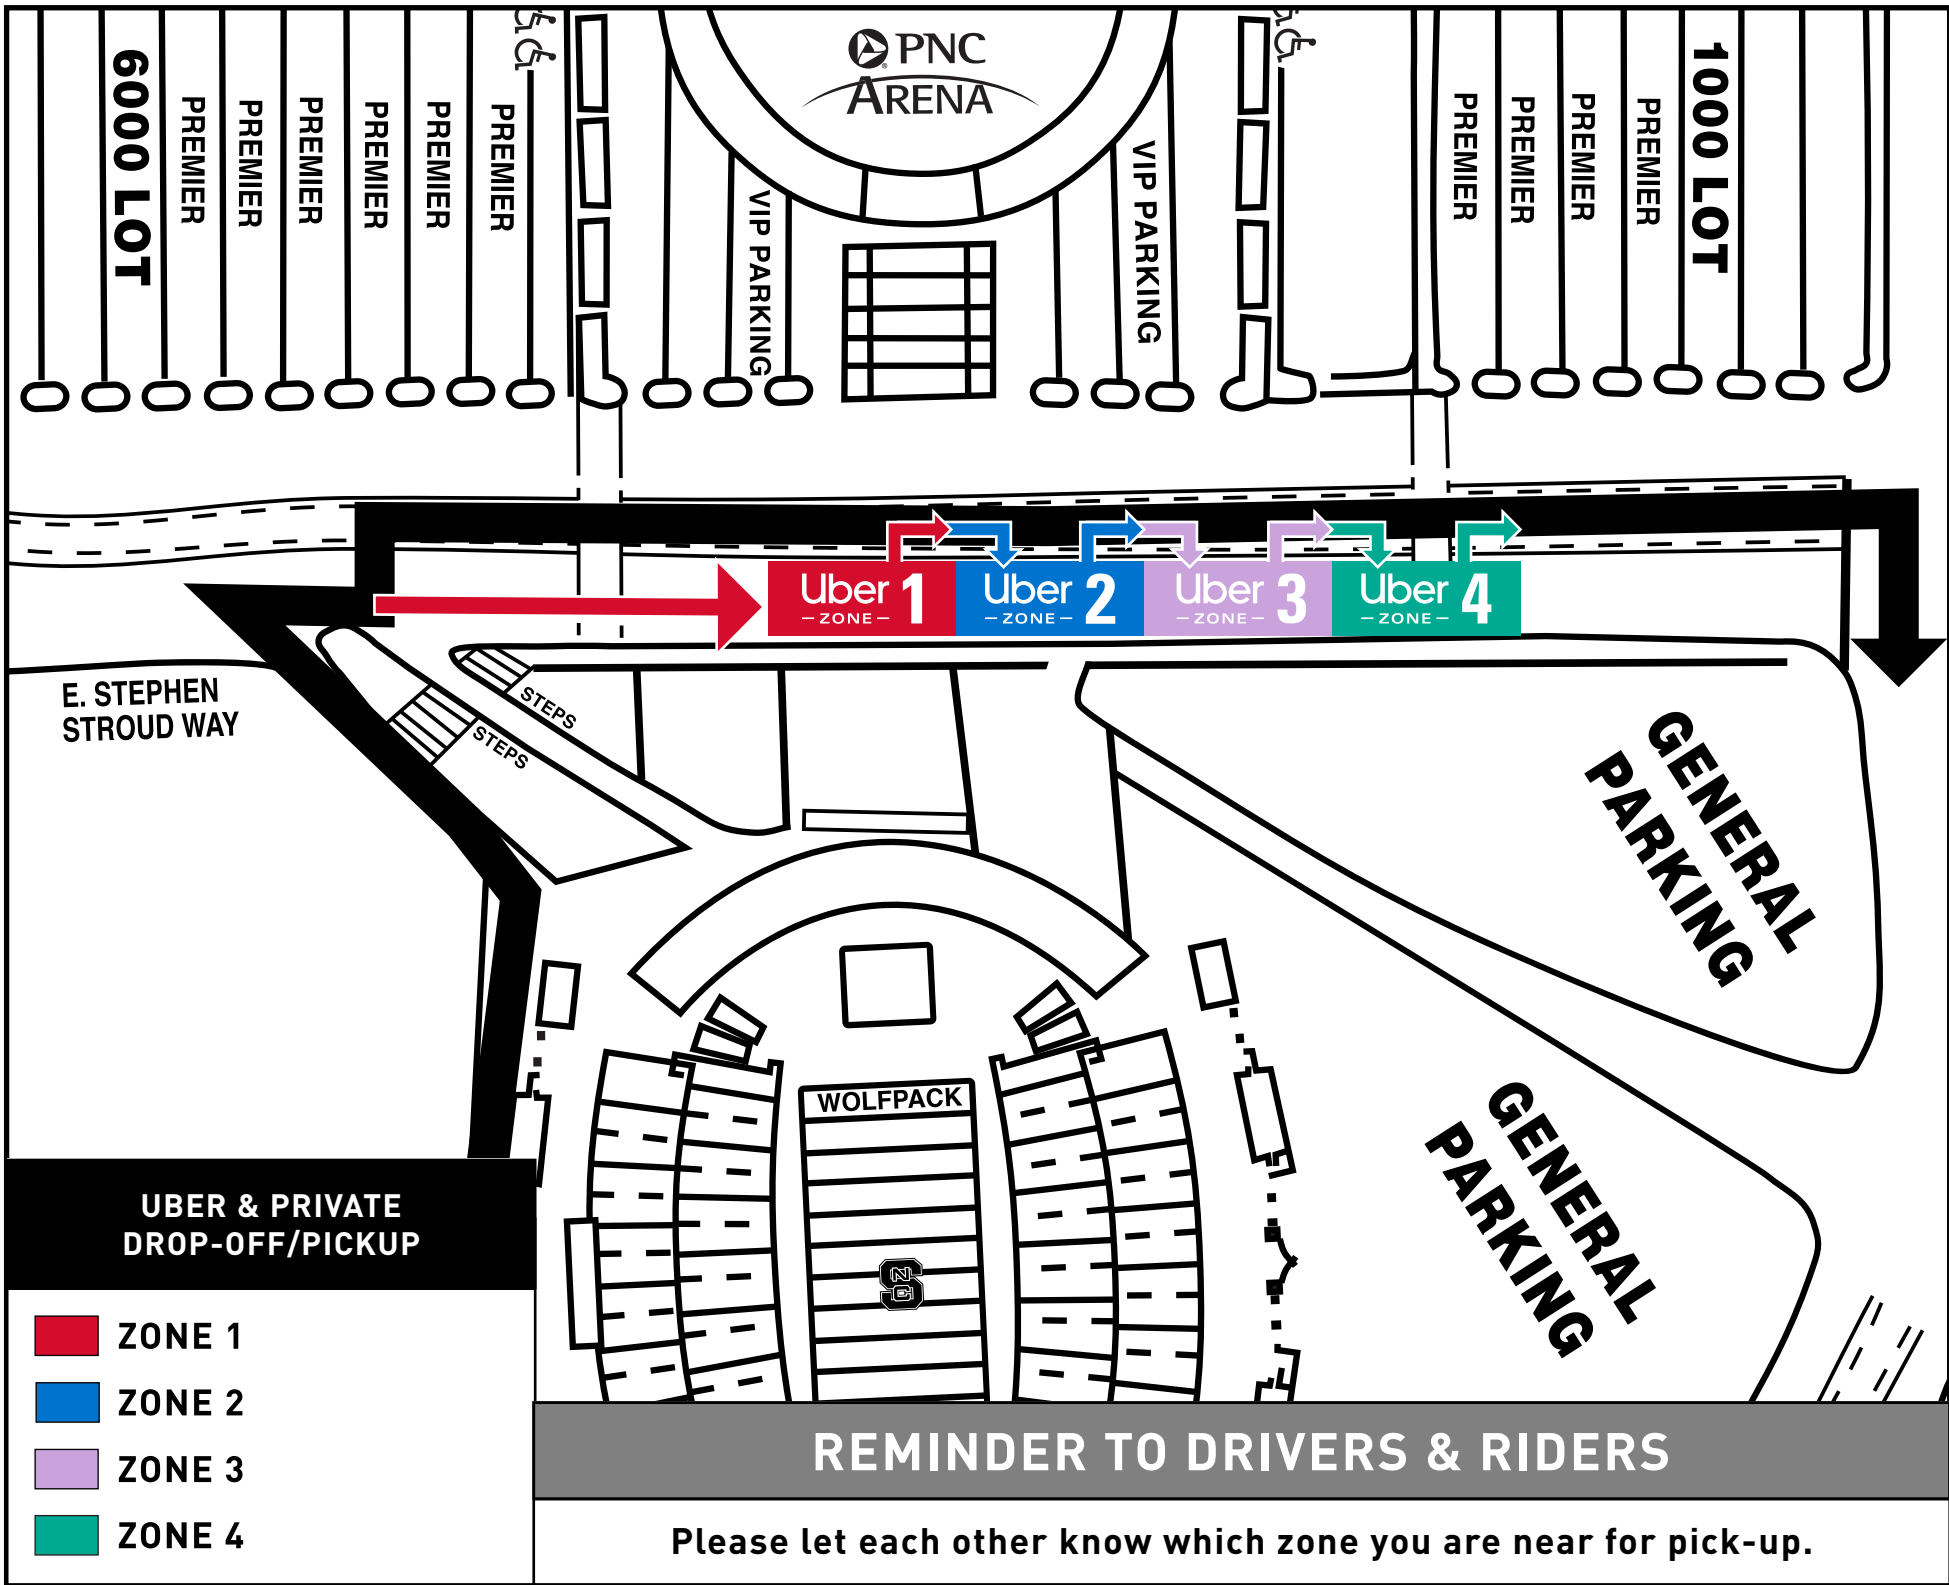 PNC
ARENA
6000 LOT
PREMIER
PREMIER
PREMIER
PREMIER
PREMIER
PREMIER
VIP PARKING
VIP PARKING
PREMIER
PREMIER
PREMIER
PREMIER
1000 LOT
Uber 1
– ZONE –
Uber 2
– ZONE –
Uber 3
– ZONE –
Uber 4
– ZONE –
E. STEPHEN
STROUD WAY
STEPS
STEPS
GENERAL
PARKING
GENERAL
PARKING
WOLFPACK
NCS
UBER & PRIVATE
DROP-OFF/PICKUP
ZONE 1
ZONE 2
ZONE 3
ZONE 4
REMINDER TO DRIVERS & RIDERS
Please let each other know which zone you are near for pick-up.